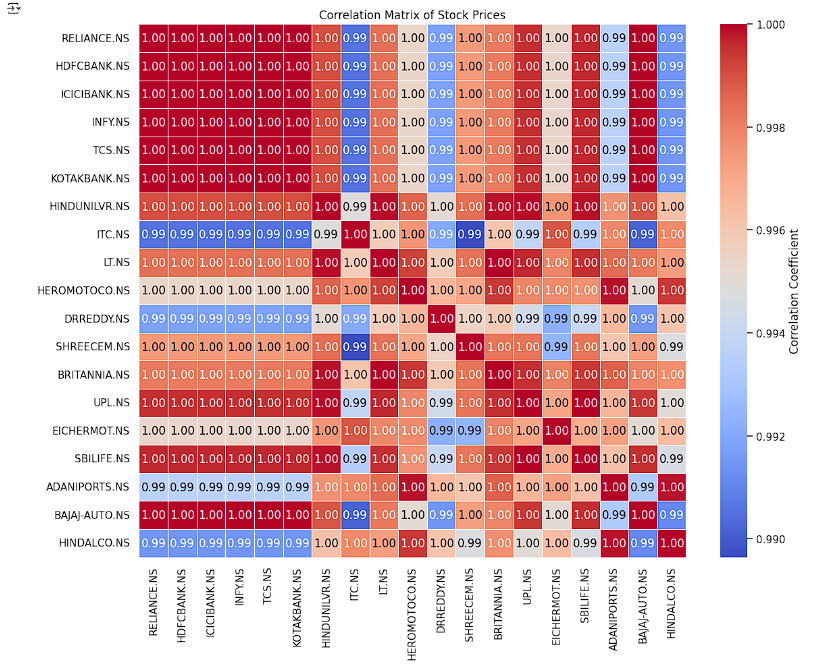 Correlation Matrix of Stock Prices
RELIANCE.NS 1.00 1.00 1.00 1.00 1.00 1.00 1.00 0.99 1.00 1.00 0.99 1.00 1.00 1.00 1.00 1.00 0.99 1.00 0.99
HDFCBANK.NS 1.00 1.00 1.00 1.00 1.00 1.00 1.00 0.99 1.00 1.00 0.99 1.00 1.00 1.00 1.00 1.00 0.99 1.00 0.99
ICICIBANK.NS 1.00 1.00 1.00 1.00 1.00 1.00 1.00 0.99 1.00 1.00 0.99 1.00 1.00 1.00 1.00 1.00 0.99 1.00 0.99
INFY.NS 1.00 1.00 1.00 1.00 1.00 1.00 1.00 0.99 1.00 1.00 0.99 1.00 1.00 1.00 1.00 1.00 0.99 1.00 0.99
TCS.NS 1.00 1.00 1.00 1.00 1.00 1.00 1.00 0.99 1.00 1.00 0.99 1.00 1.00 1.00 1.00 1.00 0.99 1.00 0.99
KOTAKBANK.NS 1.00 1.00 1.00 1.00 1.00 1.00 1.00 0.99 1.00 1.00 0.99 1.00 1.00 1.00 1.00 1.00 0.99 1.00 0.99
HINDUNILVR.NS 1.00 1.00 1.00 1.00 1.00 1.00 1.00 0.99 1.00 1.00 1.00 1.00 1.00 1.00 1.00 1.00 1.00 1.00 1.00
ITC.NS 0.99 0.99 0.99 0.99 0.99 0.99 0.99 1.00 1.00 1.00 0.99 0.99 1.00 0.99 1.00 0.99 1.00 0.99 1.00
LT.NS 1.00 1.00 1.00 1.00 1.00 1.00 1.00 1.00 1.00 1.00 1.00 1.00 1.00 1.00 1.00 1.00 1.00 1.00 1.00
HEROMOTOCO.NS 1.00 1.00 1.00 1.00 1.00 1.00 1.00 1.00 1.00 1.00 1.00 1.00 1.00 1.00 1.00 1.00 1.00 1.00 1.00
DRREDDY.NS 0.99 0.99 0.99 0.99 0.99 0.99 1.00 0.99 1.00 1.00 1.00 1.00 1.00 0.99 0.99 0.99 1.00 0.99 1.00
SHREECEM.NS 1.00 1.00 1.00 1.00 1.00 1.00 1.00 0.99 1.00 1.00 1.00 1.00 1.00 1.00 0.99 1.00 1.00 1.00 0.99
BRITANNIA.NS 1.00 1.00 1.00 1.00 1.00 1.00 1.00 1.00 1.00 1.00 1.00 1.00 1.00 1.00 1.00 1.00 1.00 1.00 1.00
UPL.NS 1.00 1.00 1.00 1.00 1.00 1.00 1.00 0.99 1.00 1.00 0.99 1.00 1.00 1.00 1.00 1.00 1.00 1.00 1.00
EICHERMOT.NS 1.00 1.00 1.00 1.00 1.00 1.00 1.00 1.00 1.00 1.00 0.99 0.99 1.00 1.00 1.00 1.00 1.00 1.00 1.00
SBILIFE.NS 1.00 1.00 1.00 1.00 1.00 1.00 1.00 0.99 1.00 1.00 0.99 1.00 1.00 1.00 1.00 1.00 1.00 1.00 0.99
ADANIPORTS.NS 0.99 0.99 0.99 0.99 0.99 0.99 1.00 1.00 1.00 1.00 1.00 1.00 1.00 1.00 1.00 1.00 1.00 0.99 1.00
BAJAJ-AUTO.NS 1.00 1.00 1.00 1.00 1.00 1.00 1.00 0.99 1.00 1.00 0.99 1.00 1.00 1.00 1.00 1.00 0.99 1.00 0.99
HINDALCO.NS 0.99 0.99 0.99 0.99 0.99 0.99 1.00 1.00 1.00 1.00 1.00 0.99 1.00 1.00 1.00 0.99 1.00 0.99 1.00
RELIANCE.NS
HDFCBANK.NS
ICICIBANK.NS
INFY.NS
TCS.NS
KOTAKBANK.NS
HINDUNILVR.NS
ITC.NS
LT.NS
HEROMOTOCO.NS
DRREDDY.NS
SHREECEM.NS
BRITANNIA.NS
UPL.NS
EICHERMOT.NS
SBILIFE.NS
ADANIPORTS.NS
BAJAJ-AUTO.NS
HINDALCO.NS
1.000
0.998
0.996
0.994
0.992
0.990
Correlation Coefficient